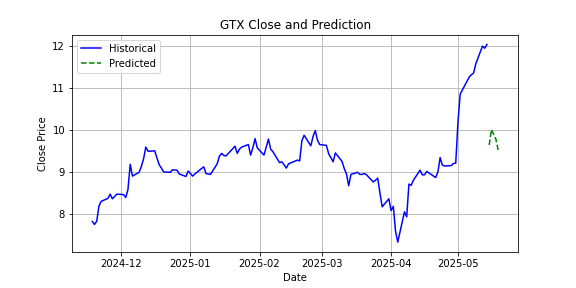 GTX Close and Prediction
Historical
Predicted
Close Price
12
11
10
9
8
2024-12 2025-01 2025-02 2025-03 2025-04 2025-05
Date